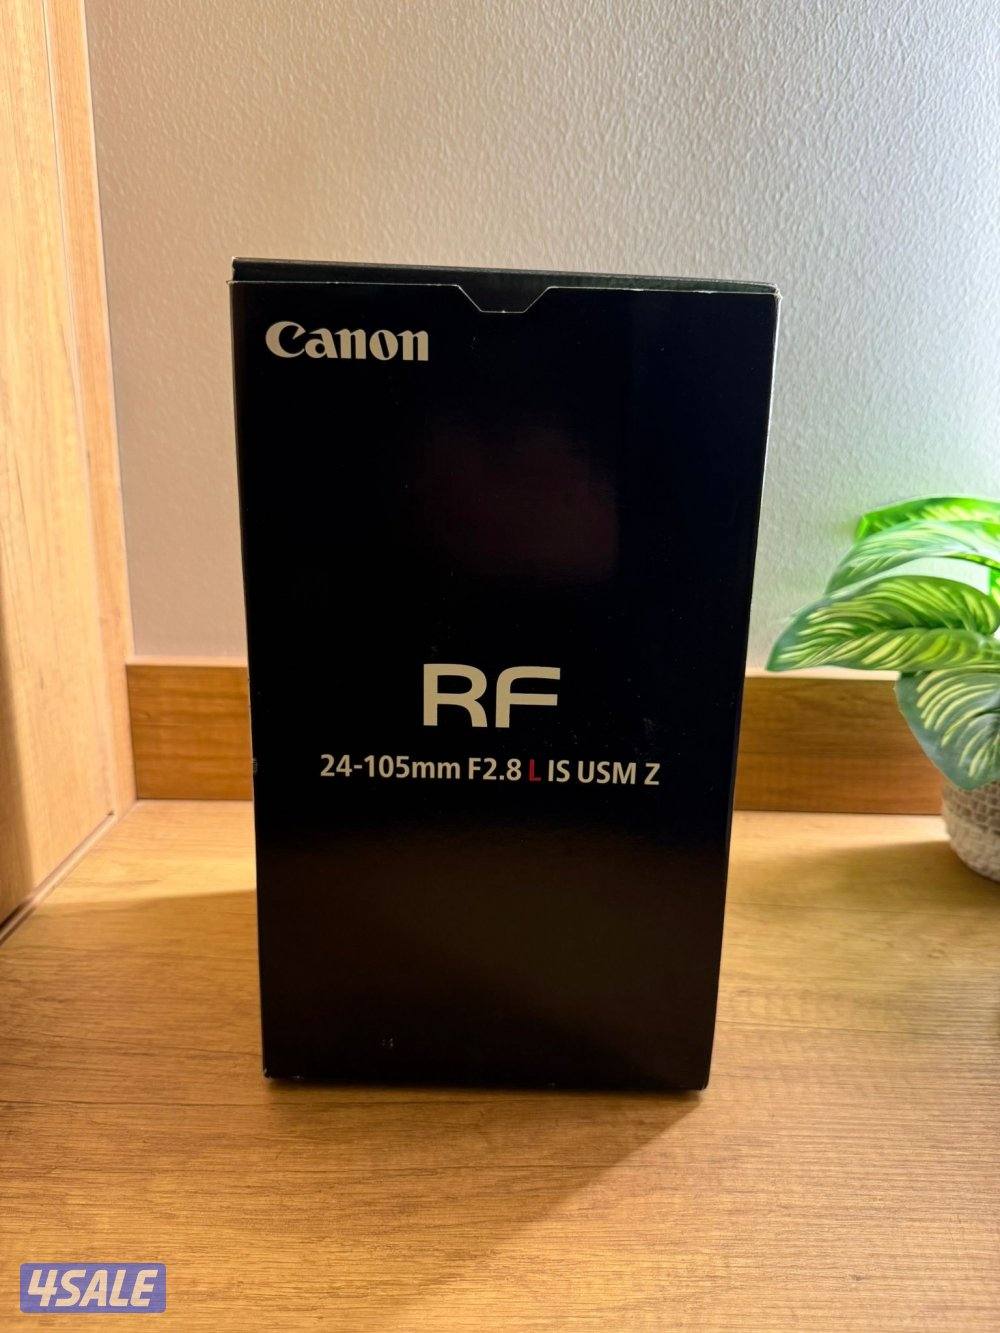 Canon
RF
24-105mm F2.8 L IS USM Z
4SALE